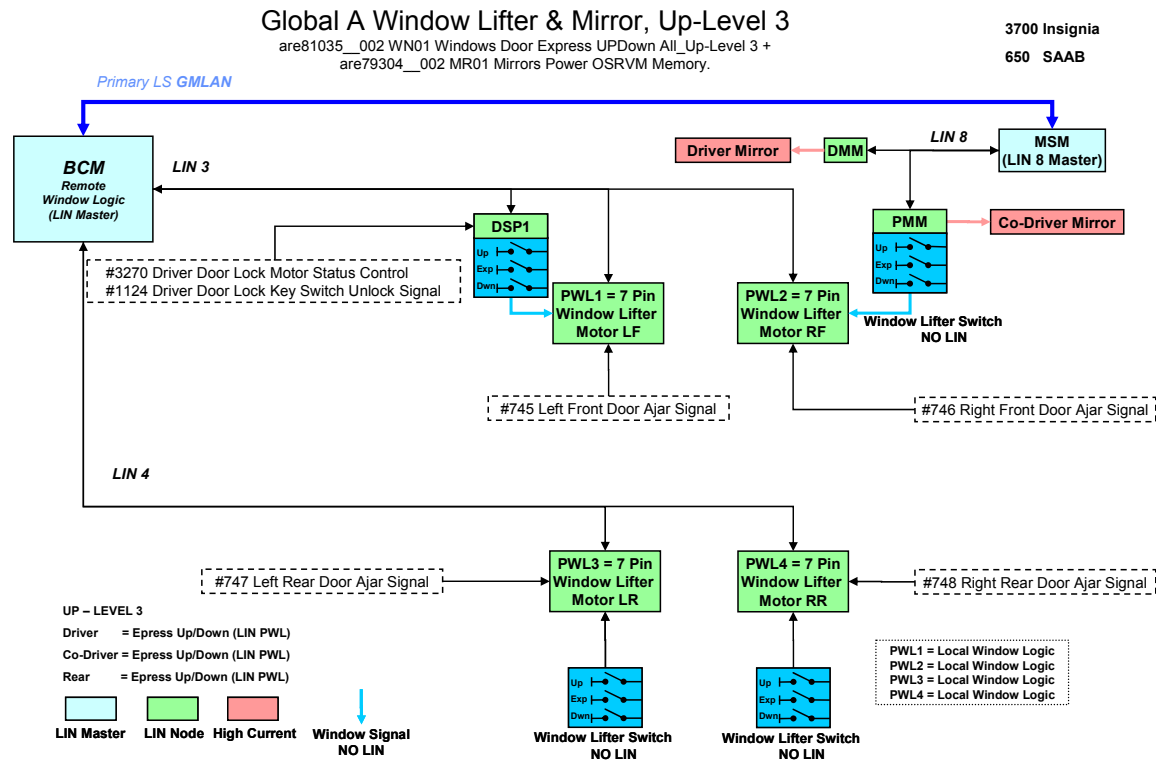 Global A Window Lifter & Mirror, Up-Level 3
are81035__002 WN01 Windows Door Express UPDown All_Up-Level 3 +
are79304__002 MR01 Mirrors Power OSRVM Memory.
3700 Insignia
650 SAAB
Primary LS GMLAN
BCM
Remote
Window Logic
(LIN Master)
LIN 3
LIN 8
Driver Mirror
DMM
MSM
(LIN 8 Master)
DSP1
Up
Exp
Dwn
PMM
Up
Exp
Dwn
Co-Driver Mirror
#3270 Driver Door Lock Motor Status Control
#1124 Driver Door Lock Key Switch Unlock Signal
PWL1 = 7 Pin
Window Lifter
Motor LF
PWL2 = 7 Pin
Window Lifter
Motor RF
Window Lifter Switch
NO LIN
#745 Left Front Door Ajar Signal
#746 Right Front Door Ajar Signal
LIN 4
PWL3 = 7 Pin
Window Lifter
Motor LR
PWL4 = 7 Pin
Window Lifter
Motor RR
#747 Left Rear Door Ajar Signal
#748 Right Rear Door Ajar Signal
UP – LEVEL 3
Driver = Epress Up/Down (LIN PWL)
Co-Driver = Epress Up/Down (LIN PWL)
Rear = Epress Up/Down (LIN PWL)
PWL1 = Local Window Logic
PWL2 = Local Window Logic
PWL3 = Local Window Logic
PWL4 = Local Window Logic
Up
Exp
Dwn
Up
Exp
Dwn
LIN Master
LIN Node
High Current
Window Signal
NO LIN
Window Lifter Switch
NO LIN
Window Lifter Switch
NO LIN